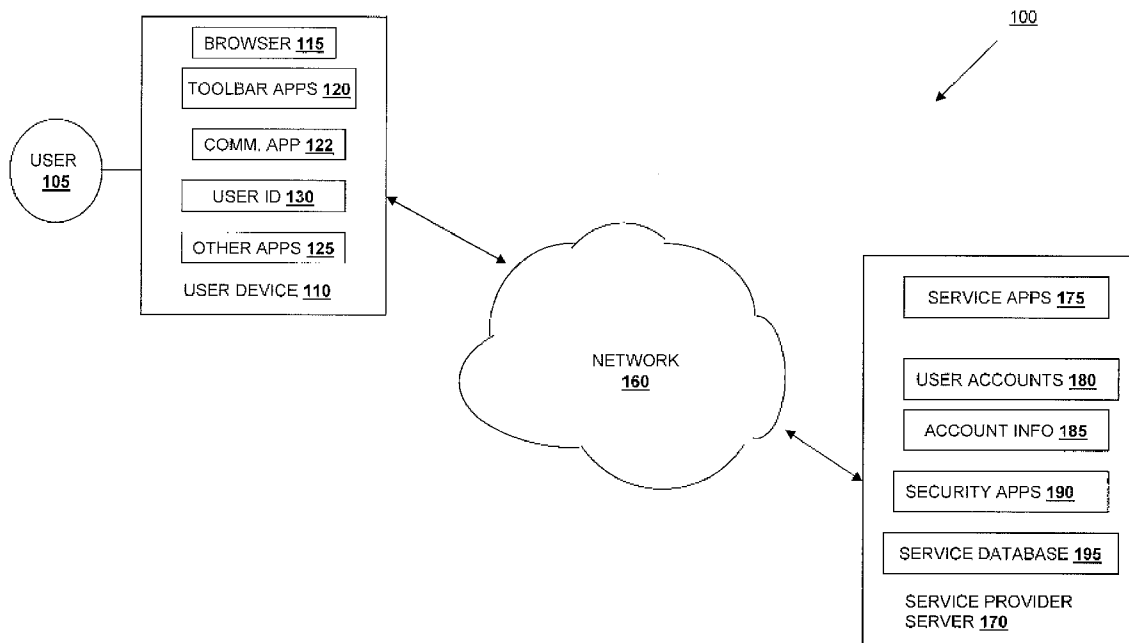 100
BROWSER 115
TOOLBAR APPS 120
COMM. APP 122
USER ID 130
OTHER APPS 125
USER DEVICE 110
USER
105
NETWORK
160
SERVICE APPS 175
USER ACCOUNTS 180
ACCOUNT INFO 185
SECURITY APPS 190
SERVICE DATABASE 195
SERVICE PROVIDER
SERVER 170